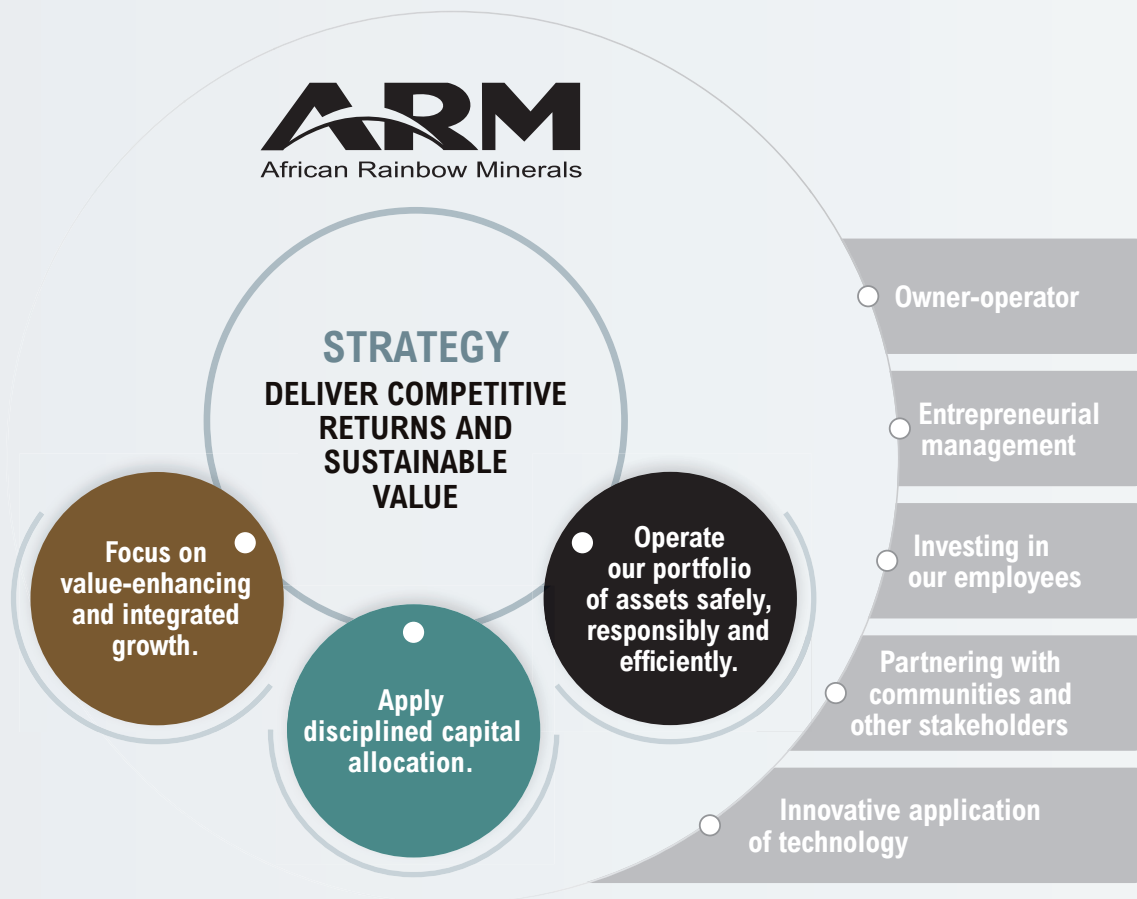 ARM
African Rainbow Minerals
STRATEGY
DELIVER COMPETITIVE
RETURNS AND
SUSTAINABLE
VALUE
Focus on
value-enhancing
and integrated
growth.
Apply
disciplined capital
allocation.
Operate
our portfolio
of assets safely,
responsibly and
efficiently.
Owner-operator
Entrepreneurial
management
Investing in
our employees
Partnering with
communities and
other stakeholders
Innovative application
of technology